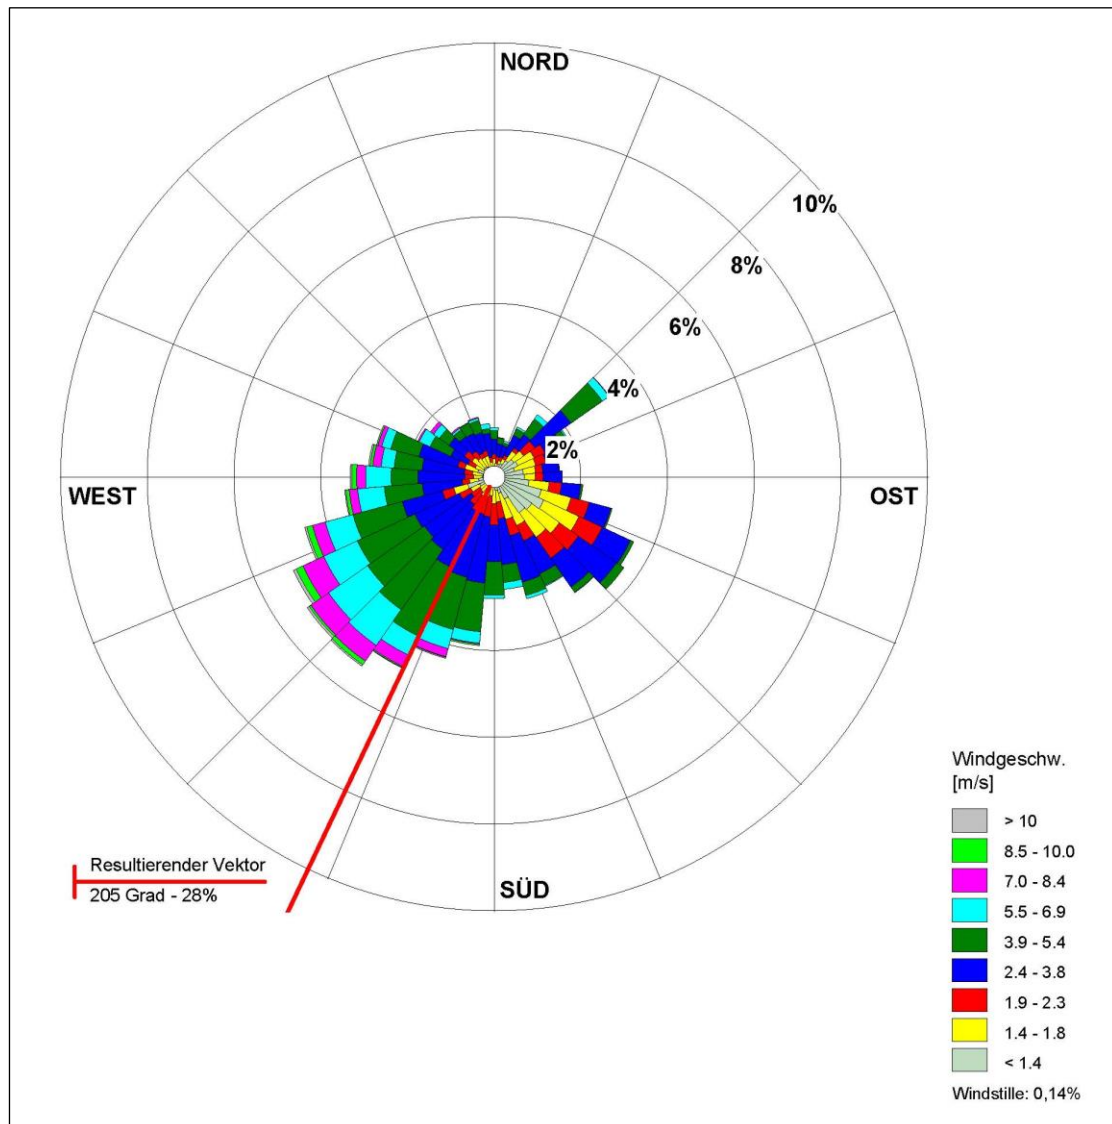 NORD
10%
8%
6%
4%
2%
WEST
OST
SÜD
Resultierender Vektor
205 Grad - 28%
Windgeschw.
[m/s]
> 10
8.5 - 10.0
7.0 - 8.4
5.5 - 6.9
3.9 - 5.4
2.4 - 3.8
1.9 - 2.3
1.4 - 1.8
< 1.4
Windstille: 0,14%